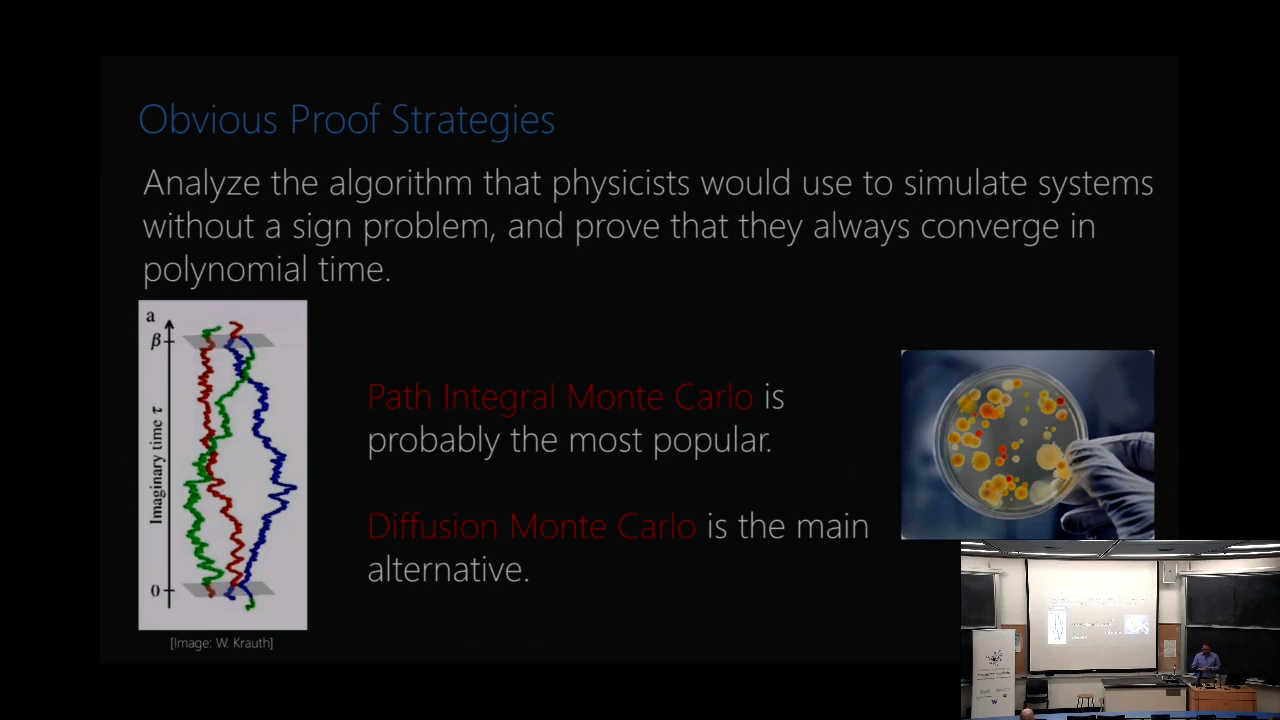 Obvious Proof Strategies
Analyze the algorithm that physicists would use to simulate systems
without a sign problem, and prove that they always converge in
polynomial time.
a
β
Imaginary time τ
0
Path Integral Monte Carlo is
probably the most popular.
Diffusion Monte Carlo is the main
alternative.
[Image: W. Krauth]